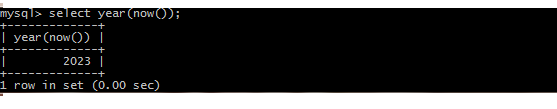 mysql> select year(now());
+-------------+
| year(now()) |
+-------------+
|        2023 |
+-------------+
1 row in set (0.00 sec)